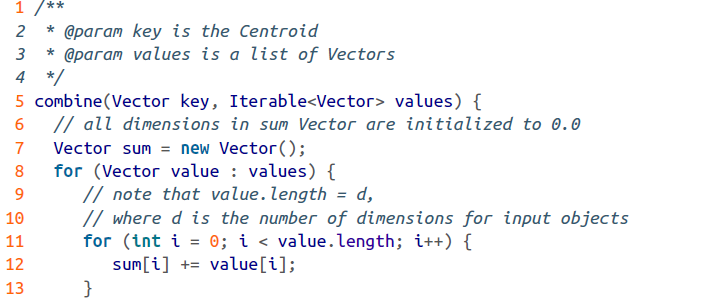 1 /**
2  * @param key is the Centroid
3  * @param values is a list of Vectors
4  */
5 combine(Vector key, Iterable<Vector> values) {
6   // all dimensions in sum Vector are initialized to 0.0
7   Vector sum = new Vector();
8   for (Vector value : values) {
9      // note that value.length = d,
10      // where d is the number of dimensions for input objects
11      for (int i = 0; i < value.length; i++) {
12         sum[i] += value[i];
13      }